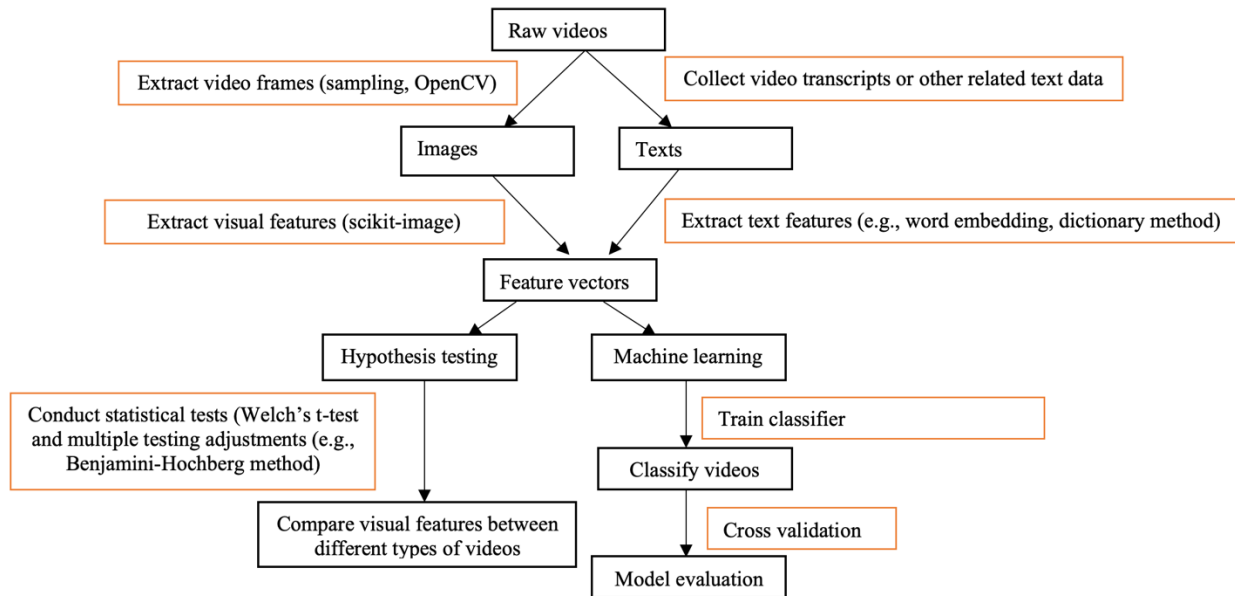 Raw videos
Extract video frames (sampling, OpenCV)
Collect video transcripts or other related text data
Images
Texts
Extract visual features (scikit-image)
Extract text features (e.g., word embedding, dictionary method)
Feature vectors
Hypothesis testing
Machine learning
Conduct statistical tests (Welch’s t-test
and multiple testing adjustments (e.g.,
Benjamini-Hochberg method)
Train classifier
Classify videos
Compare visual features between
different types of videos
Cross validation
Model evaluation